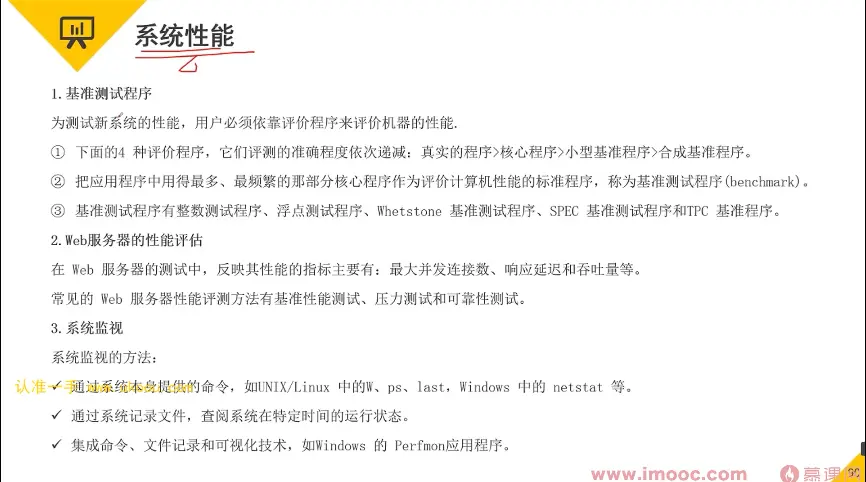 系统性能
1.基准测试程序
为测试新系统的性能，用户必须依靠评价程序来评价机器的性能.
① 下面的4 种评价程序，它们评测的准确程度依次递减：真实的程序>核心程序>小型基准程序>合成基准程序。
② 把应用程序中用得最多、最频繁的那部分核心程序作为评价计算机性能的标准程序，称为基准测试程序(benchmark)。
③ 基准测试程序有整数测试程序、浮点测试程序、Whetstone 基准测试程序、SPEC 基准测试程序和TPC 基准程序。
2.Web服务器的性能评估
在 Web 服务器的测试中，反映其性能的指标主要有：最大并发连接数、响应延迟和吞吐量等。
常见的 Web 服务器性能评测方法有基准性能测试、压力测试和可靠性测试。
3.系统监视
系统监视的方法：
认准一手
✓ 通过系统本身提供的命令，如UNIX/Linux 中的W、ps、last，Windows 中的 netstat 等。
✓ 通过系统记录文件，查阅系统在特定时间的运行状态。
✓ 集成命令、文件记录和可视化技术，如Windows 的 Perfmon应用程序。
www.imooc.com 慕课